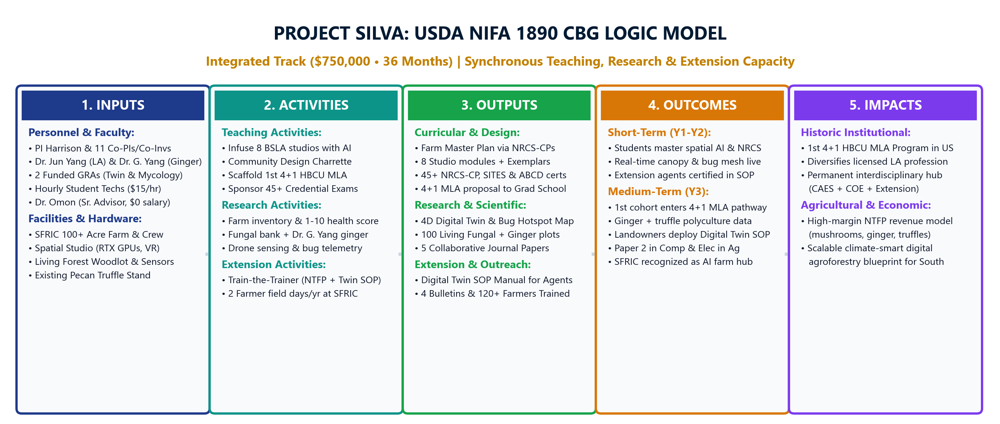 PROJECT SILVA: USDA NIFA 1890 CBG LOGIC MODEL
Integrated Track ($750,000 • 36 Months) | Synchronous Teaching, Research & Extension Capacity
1. INPUTS
Personnel & Faculty:
• PI Harrison & 11 Co-PIs/Co-Invs
• Dr. Jun Yang (LA) & Dr. G. Yang (Ginger)
• 2 Funded GRAs (Twin & Mycology)
• Hourly Student Techs ($15/hr)
• Dr. Omon (Sr. Advisor, $0 salary)
Facilities & Hardware:
• SFRIC 100+ Acre Farm & Crew
• Spatial Studio (RTX GPUs, VR)
• Living Forest Woodlot & Sensors
• Existing Pecan Truffle Stand
2. ACTIVITIES
Teaching Activities:
• Infuse 8 BSLA studios with AI
• Community Design Charrette
• Scaffold 1st 4+1 HBCU MLA
• Sponsor 45+ Credential Exams
Research Activities:
• Farm inventory & 1-10 health score
• Fungal bank + Dr. G. Yang ginger
• Drone sensing & bug telemetry
Extension Activities:
• Train-the-Trainer (NTFP + Twin SOP)
• 2 Farmer field days/yr at SFRIC
3. OUTPUTS
Curricular & Design:
• Farm Master Plan via NRCS-CPs
• 8 Studio modules + Exemplars
• 45+ NRCS-CP, SITES & ABCD certs
• 4+1 MLA proposal to Grad School
Research & Scientific:
• 4D Digital Twin & Bug Hotspot Map
• 100 Living Fungal + Ginger plots
• 5 Collaborative Journal Papers
Extension & Outreach:
• Digital Twin SOP Manual for Agents
• 4 Bulletins & 120+ Farmers Trained
4. OUTCOMES
Short-Term (Y1-Y2):
• Students master spatial AI & NRCS
• Real-time canopy & bug mesh live
• Extension agents certified in SOP
Medium-Term (Y3):
• 1st cohort enters 4+1 MLA pathway
• Ginger + truffle polyculture data
• Landowners deploy Digital Twin SOP
• Paper 2 in Comp & Elec in Ag
• SFRIC recognized as AI farm hub
5. IMPACTS
Historic Institutional:
• 1st 4+1 HBCU MLA Program in US
• Diversifies licensed LA profession
• Permanent interdisciplinary hub
(CAES + COE + Extension)
Agricultural & Economic:
• High-margin NTFP revenue model
(mushrooms, ginger, truffles)
• Scalable climate-smart digital
agroforestry blueprint for South